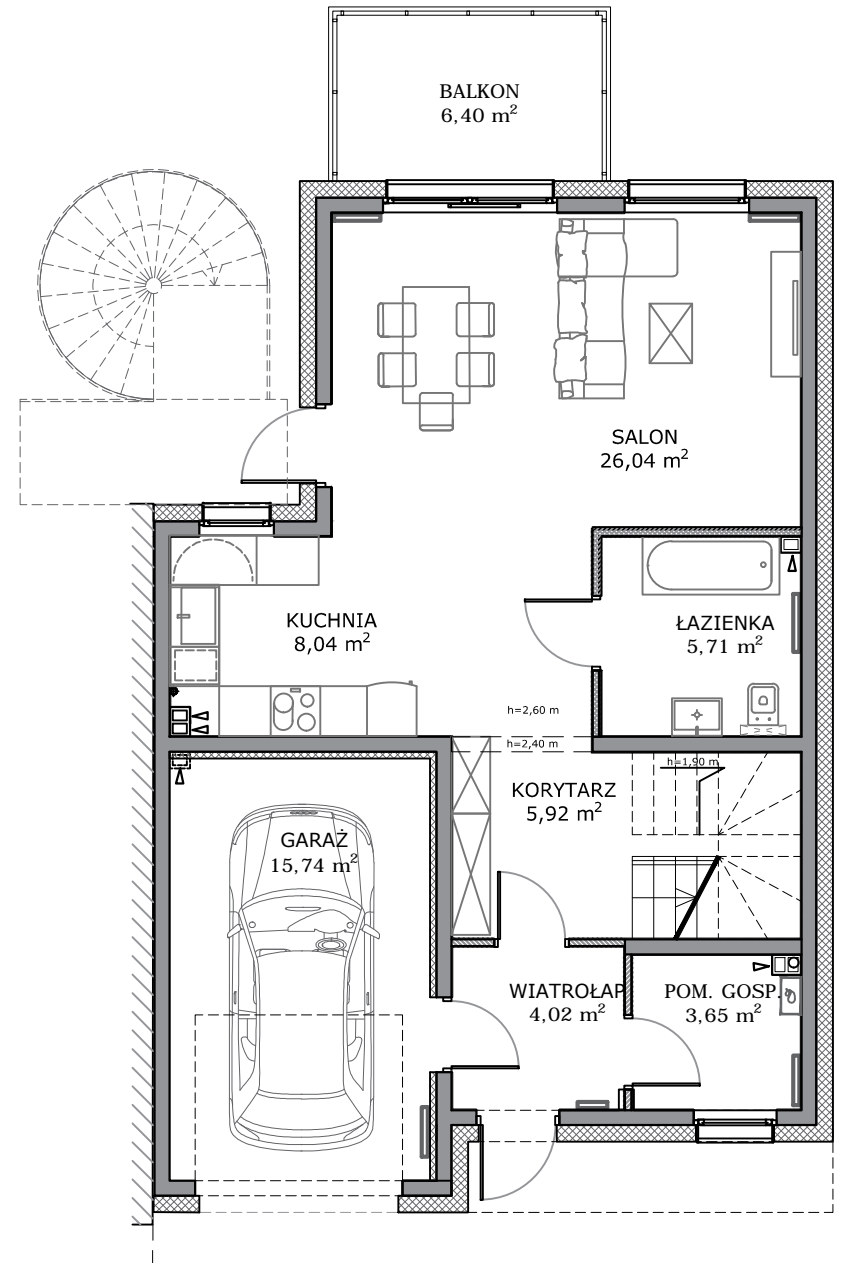 BALKON
6,40 m²
SALON
26,04 m²
KUCHNIA
8,04 m²
ŁAZIENKA
5,71 m²
h=2,60 m
h=2,40 m
h=1,90 m
KORYTARZ
5,92 m²
GARAŻ
15,74 m²
WIATROŁAP
4,02 m²
POM. GOSP.
3,65 m²